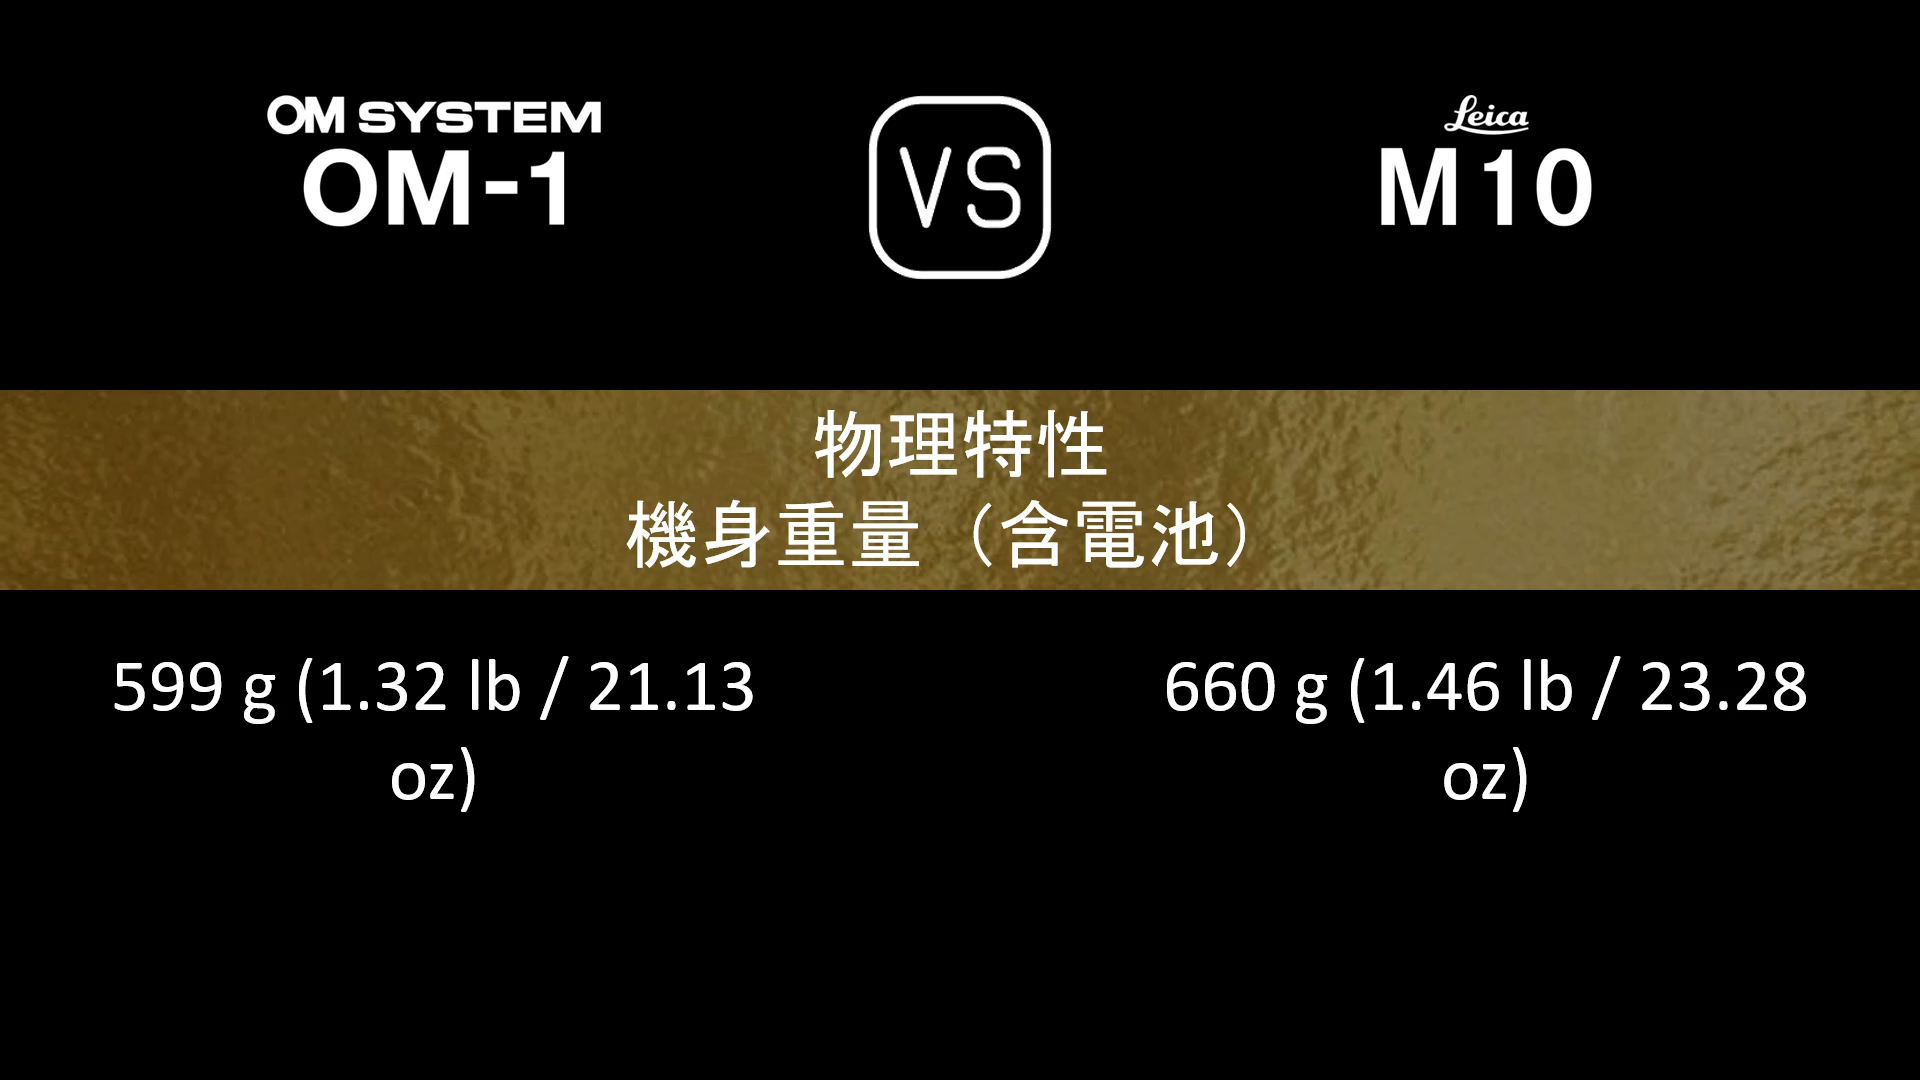 OM SYSTEM
OM-1
VS
Leica
M10
物理特性
機身重量（含電池）
599 g (1.32 lb / 21.13
oz)
660 g (1.46 lb / 23.28
oz)